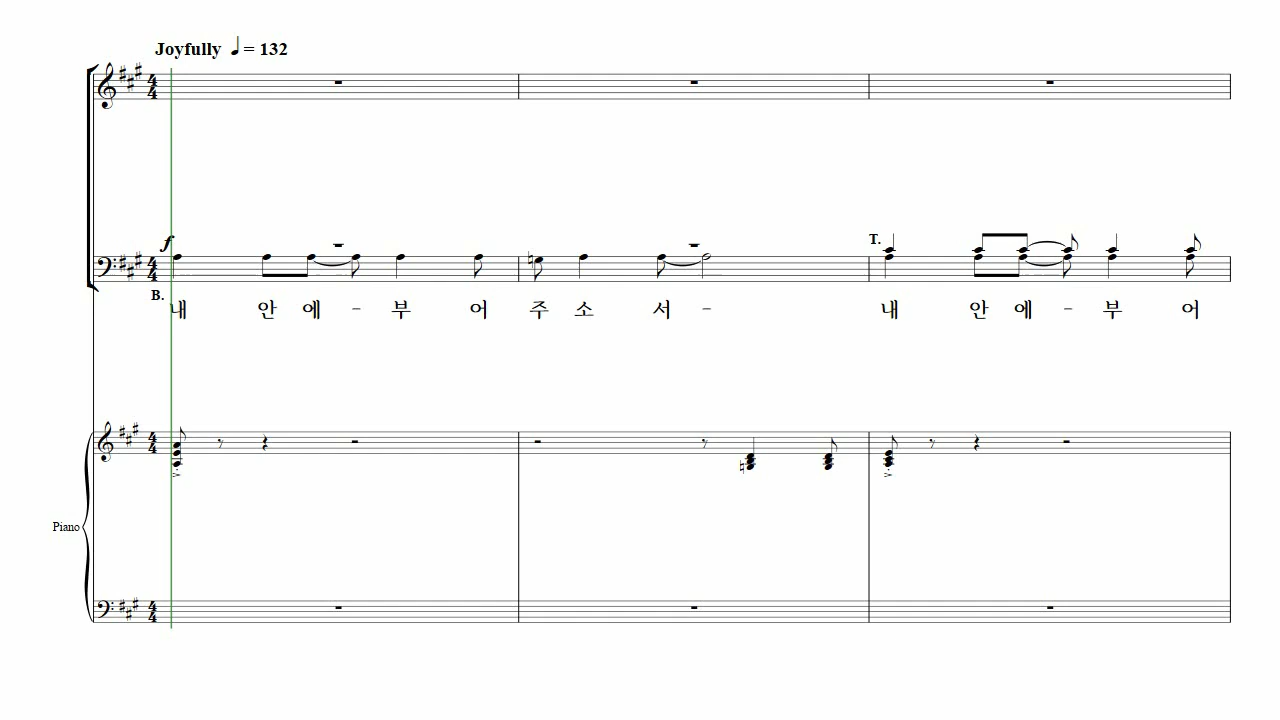 Joyfully ♩= 132
f
T.
B.
내 안 에 - 부 어 주 소 서 - 내 안 에 - 부 어
Piano